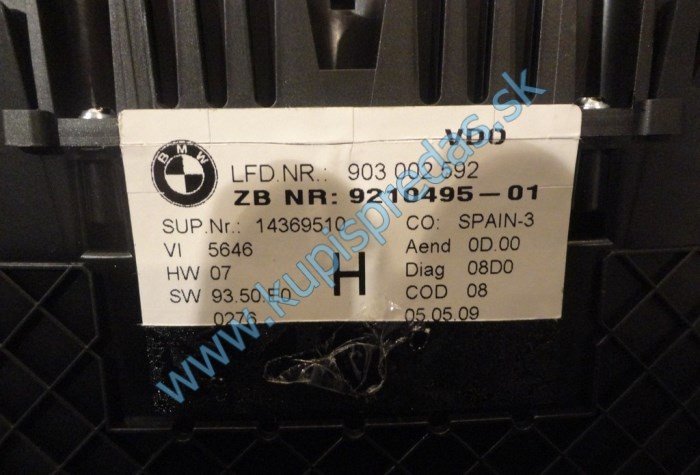 VDO
BMW
LFD.NR.: 903 002 592
ZB NR: 9210495-01
SUP.Nr.: 14369510 CO: SPAIN-3
VI 5646 Aend 0D.00
HW 07 H Diag 08D0
SW 93.50.E0 COD 08
0276 05.05.09
www.kupispredas.sk